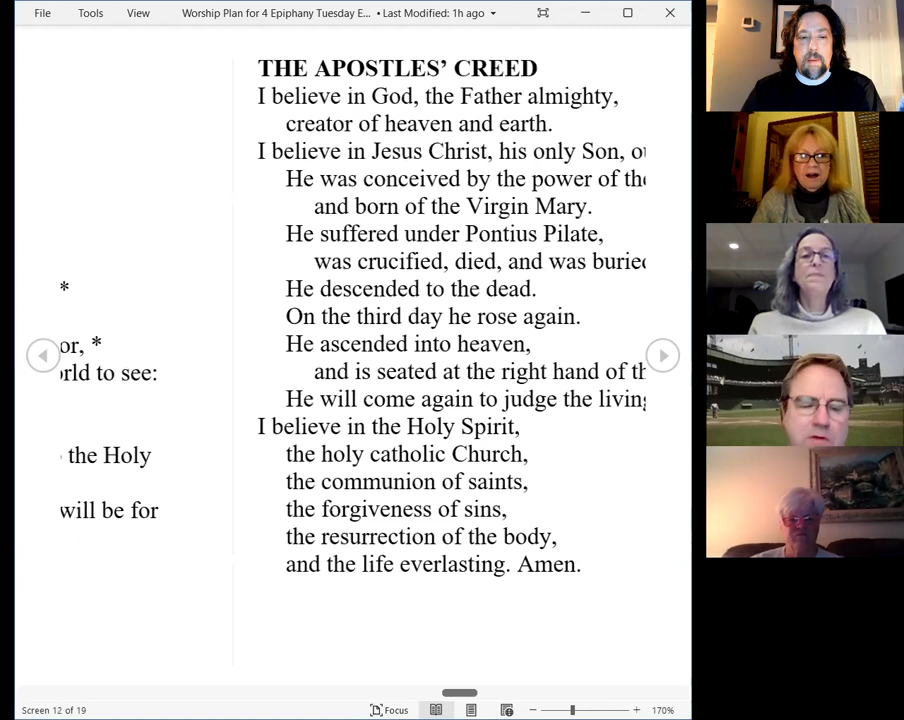 File Tools View Worship Plan for 4 Epiphany Tuesday E... • Last Modified: 1h ago
*
or, *
rld to see:
the Holy
will be for
THE APOSTLES’ CREED
I believe in God, the Father almighty,
creator of heaven and earth.
I believe in Jesus Christ, his only Son,
He was conceived by the power of the
and born of the Virgin Mary.
He suffered under Pontius Pilate,
was crucified, died, and was buried
He descended to the dead.
On the third day he rose again.
He ascended into heaven,
and is seated at the right hand of th
He will come again to judge the living
I believe in the Holy Spirit,
the holy catholic Church,
the communion of saints,
the forgiveness of sins,
the resurrection of the body,
and the life everlasting. Amen.
Screen 12 of 19 Focus 170%